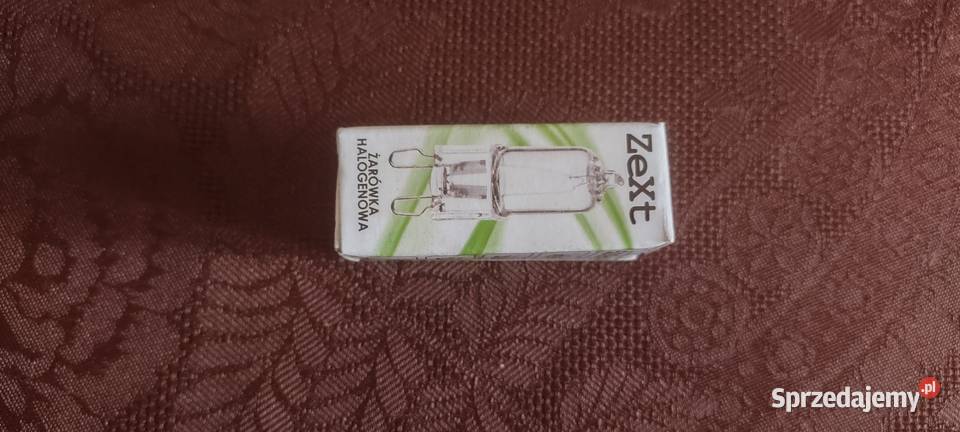 ZeXt
ŻARÓWKA
HALOGENOWA
Sprzedajemy.pl